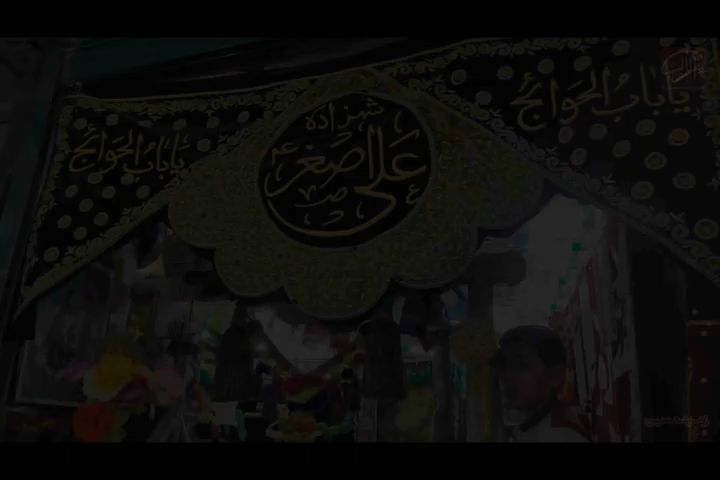 یا باب الحوائج
شہزادہ
علی اصغر ع
یا باب الحوائج